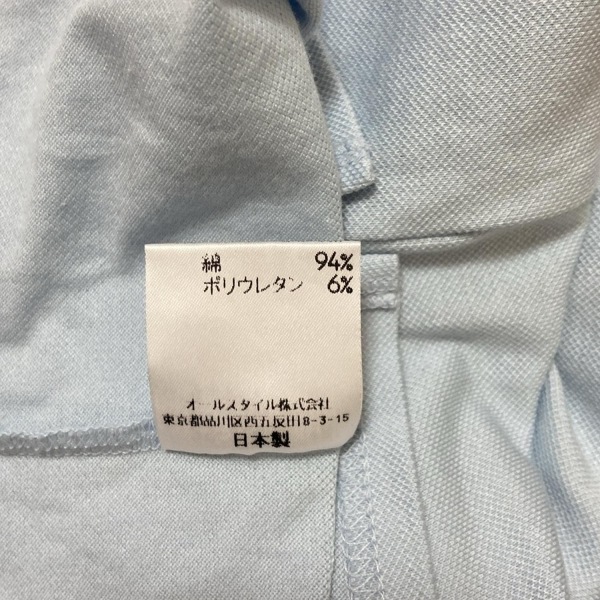 綿 94%
ポリウレタン 6%
オールスタイル株式会社
東京都品川区西五反田8-3-15
日本製